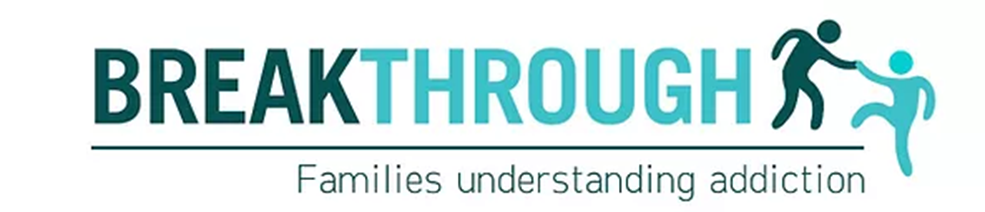 BREAKTHROUGH
Families understanding addiction